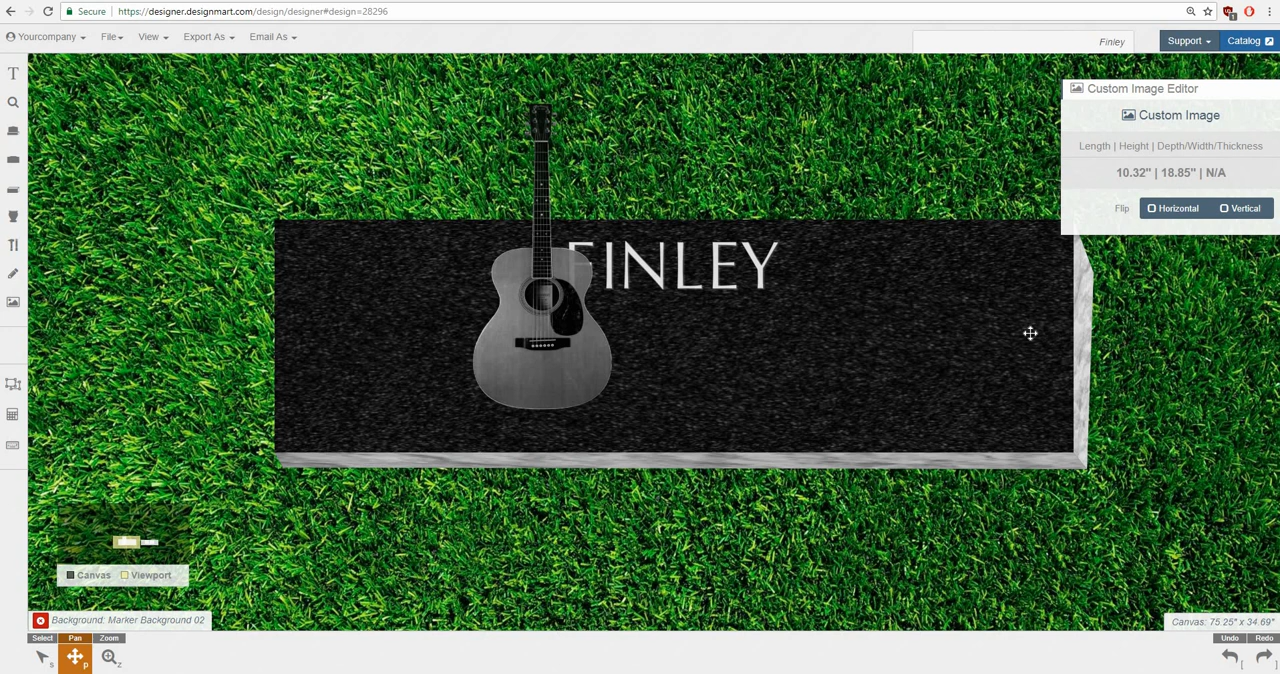 Secure
https://designer.designmart.com/design/designer#design=28296
1
Yourcompany File View Export As Email As
Finley
Support Catalog
T
Custom Image Editor
Custom Image
Length | Height | Depth/Width/Thickness
10.32" | 18.85" | N/A
Flip Horizontal Vertical
FINLEY
Canvas Viewport
Background: Marker Background 02
Canvas: 75.25" x 34.69"
Select Pan Zoom
Undo Redo
S P Z
[ ]